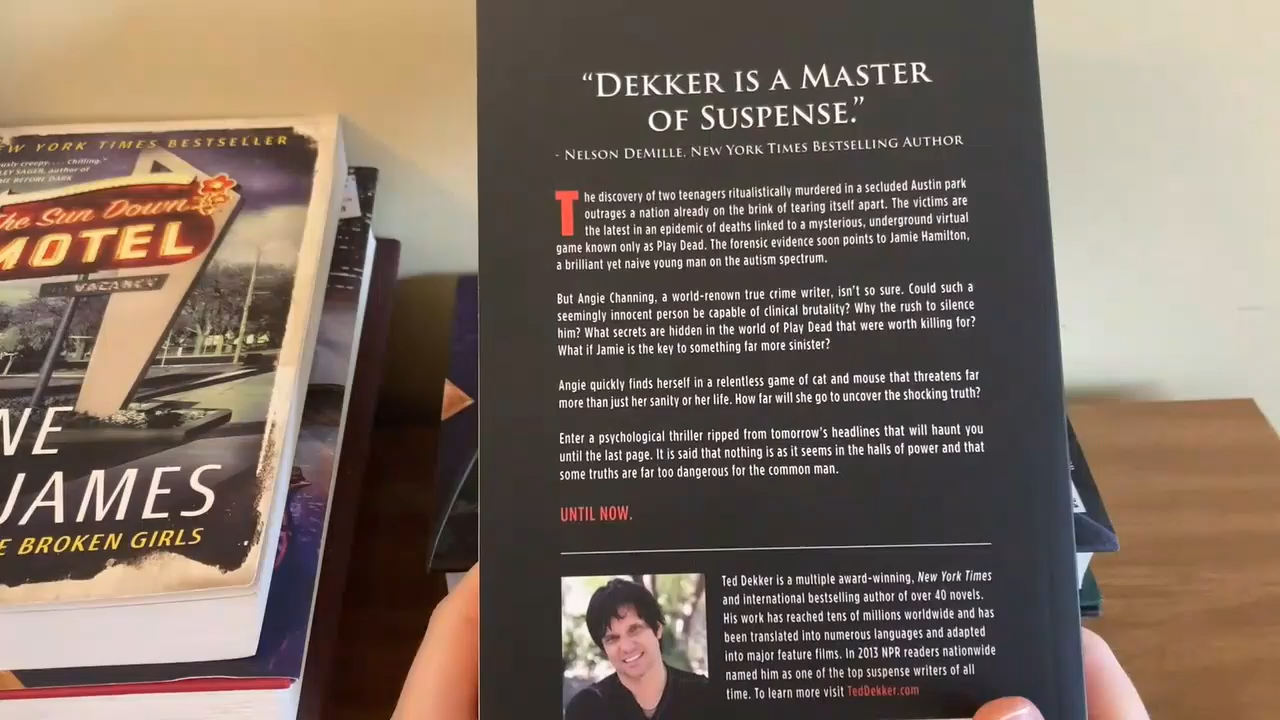 EW YORK TIMES BESTSELLER
usly creepy. . . . Chilling."
LEY SAGER, author of
ME BEFORE DARK
The Sun Down
MOTEL
VACANCY
NE
JAMES
E BROKEN GIRLS
“DEKKER IS A MASTER
OF SUSPENSE.”
- NELSON DEMILLE, NEW YORK TIMES BESTSELLING AUTHOR
The discovery of two teenagers ritualistically murdered in a secluded Austin park
outrages a nation already on the brink of tearing itself apart. The victims are
the latest in an epidemic of deaths linked to a mysterious, underground virtual
game known only as Play Dead. The forensic evidence soon points to Jamie Hamilton,
a brilliant yet naive young man on the autism spectrum.
But Angie Channing, a world-renown true crime writer, isn't so sure. Could such a
seemingly innocent person be capable of clinical brutality? Why the rush to silence
him? What secrets are hidden in the world of Play Dead that were worth killing for?
What if Jamie is the key to something far more sinister?
Angie quickly finds herself in a relentless game of cat and mouse that threatens far
more than just her sanity or her life. How far will she go to uncover the shocking truth?
Enter a psychological thriller ripped from tomorrow's headlines that will haunt you
until the last page. It is said that nothing is as it seems in the halls of power and that
some truths are far too dangerous for the common man.
UNTIL NOW.
Ted Dekker is a multiple award-winning, New York Times
and international bestselling author of over 40 novels.
His work has reached tens of millions worldwide and has
been translated into numerous languages and adapted
into major feature films. In 2013 NPR readers nationwide
named him as one of the top suspense writers of all
time. To learn more visit TedDekker.com